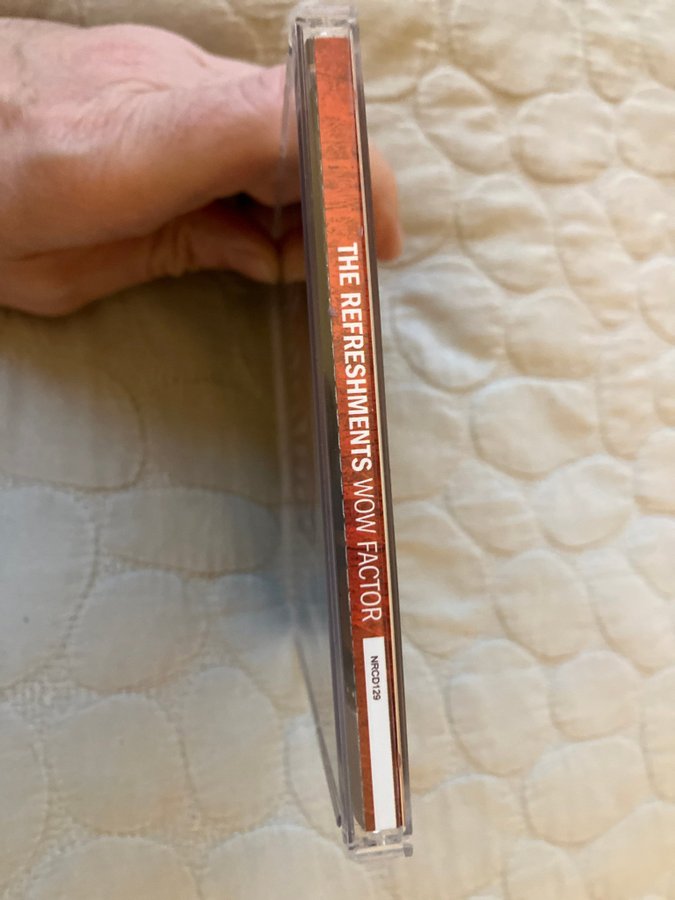 THE REFRESHMENTS WOW FACTOR
NRCD129